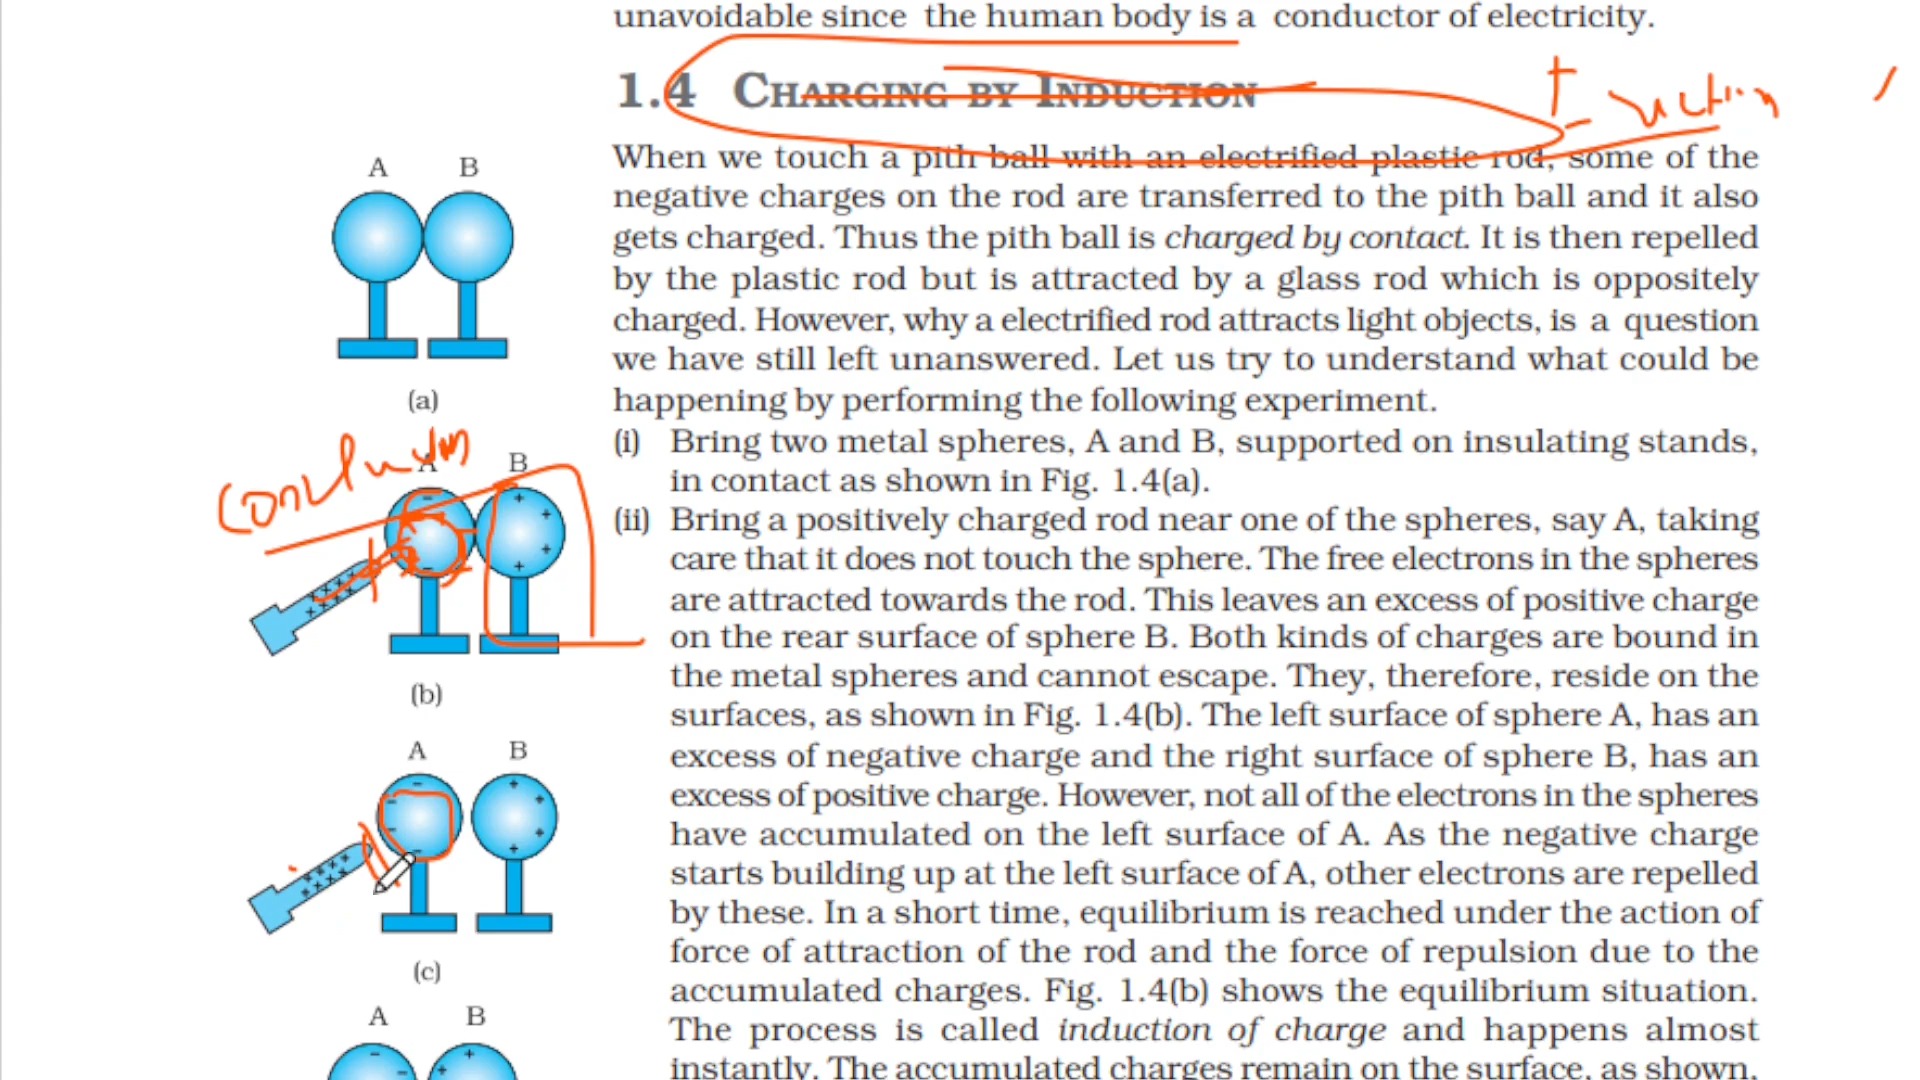 unavoidable since the human body is a conductor of electricity.
1.4 CHARGING BY INDUCTION
When we touch a pith ball with an electrified plastic rod, some of the
negative charges on the rod are transferred to the pith ball and it also
gets charged. Thus the pith ball is charged by contact. It is then repelled
by the plastic rod but is attracted by a glass rod which is oppositely
charged. However, why a electrified rod attracts light objects, is a question
we have still left unanswered. Let us try to understand what could be
happening by performing the following experiment.
(i) Bring two metal spheres, A and B, supported on insulating stands,
in contact as shown in Fig. 1.4(a).
(ii) Bring a positively charged rod near one of the spheres, say A, taking
care that it does not touch the sphere. The free electrons in the spheres
are attracted towards the rod. This leaves an excess of positive charge
on the rear surface of sphere B. Both kinds of charges are bound in
the metal spheres and cannot escape. They, therefore, reside on the
surfaces, as shown in Fig. 1.4(b). The left surface of sphere A, has an
excess of negative charge and the right surface of sphere B, has an
excess of positive charge. However, not all of the electrons in the spheres
have accumulated on the left surface of A. As the negative charge
starts building up at the left surface of A, other electrons are repelled
by these. In a short time, equilibrium is reached under the action of
force of attraction of the rod and the force of repulsion due to the
accumulated charges. Fig. 1.4(b) shows the equilibrium situation.
The process is called induction of charge and happens almost
instantly. The accumulated charges remain on the surface, as shown,
A B
(a)
A B
(b)
A B
(c)
A B